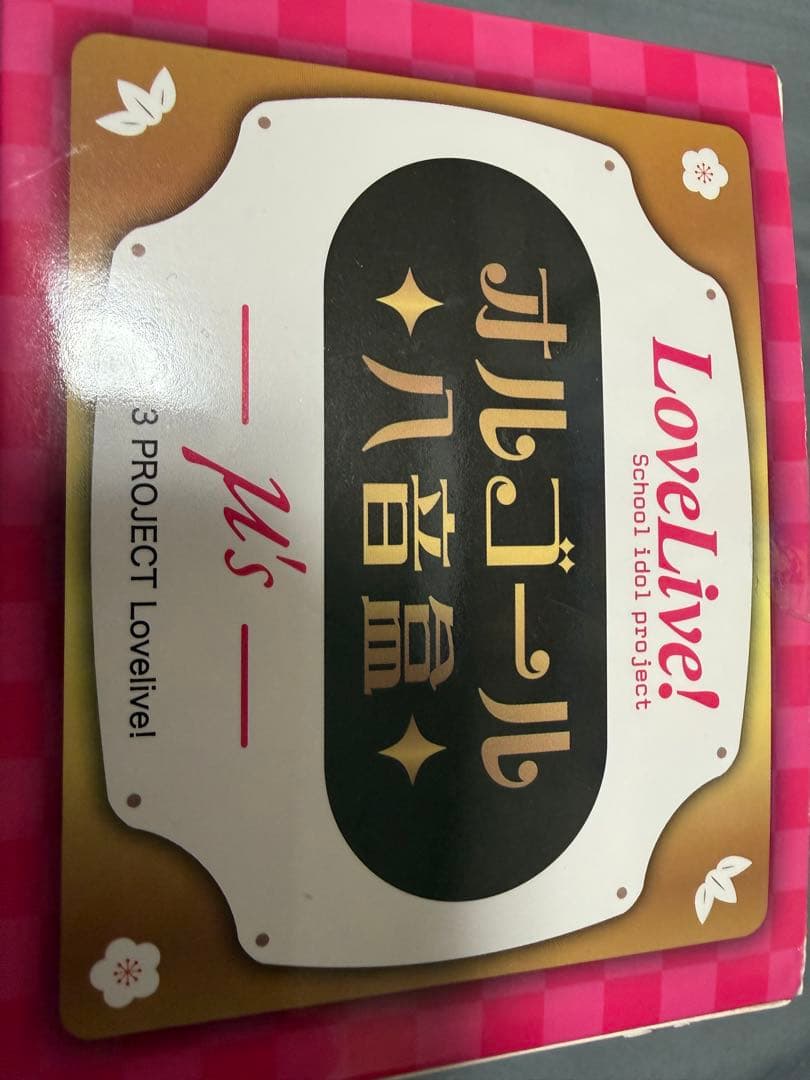 LoveLive!
School idol project
オルゴール
八音盒
μ's
3 PROJECT Lovelive!